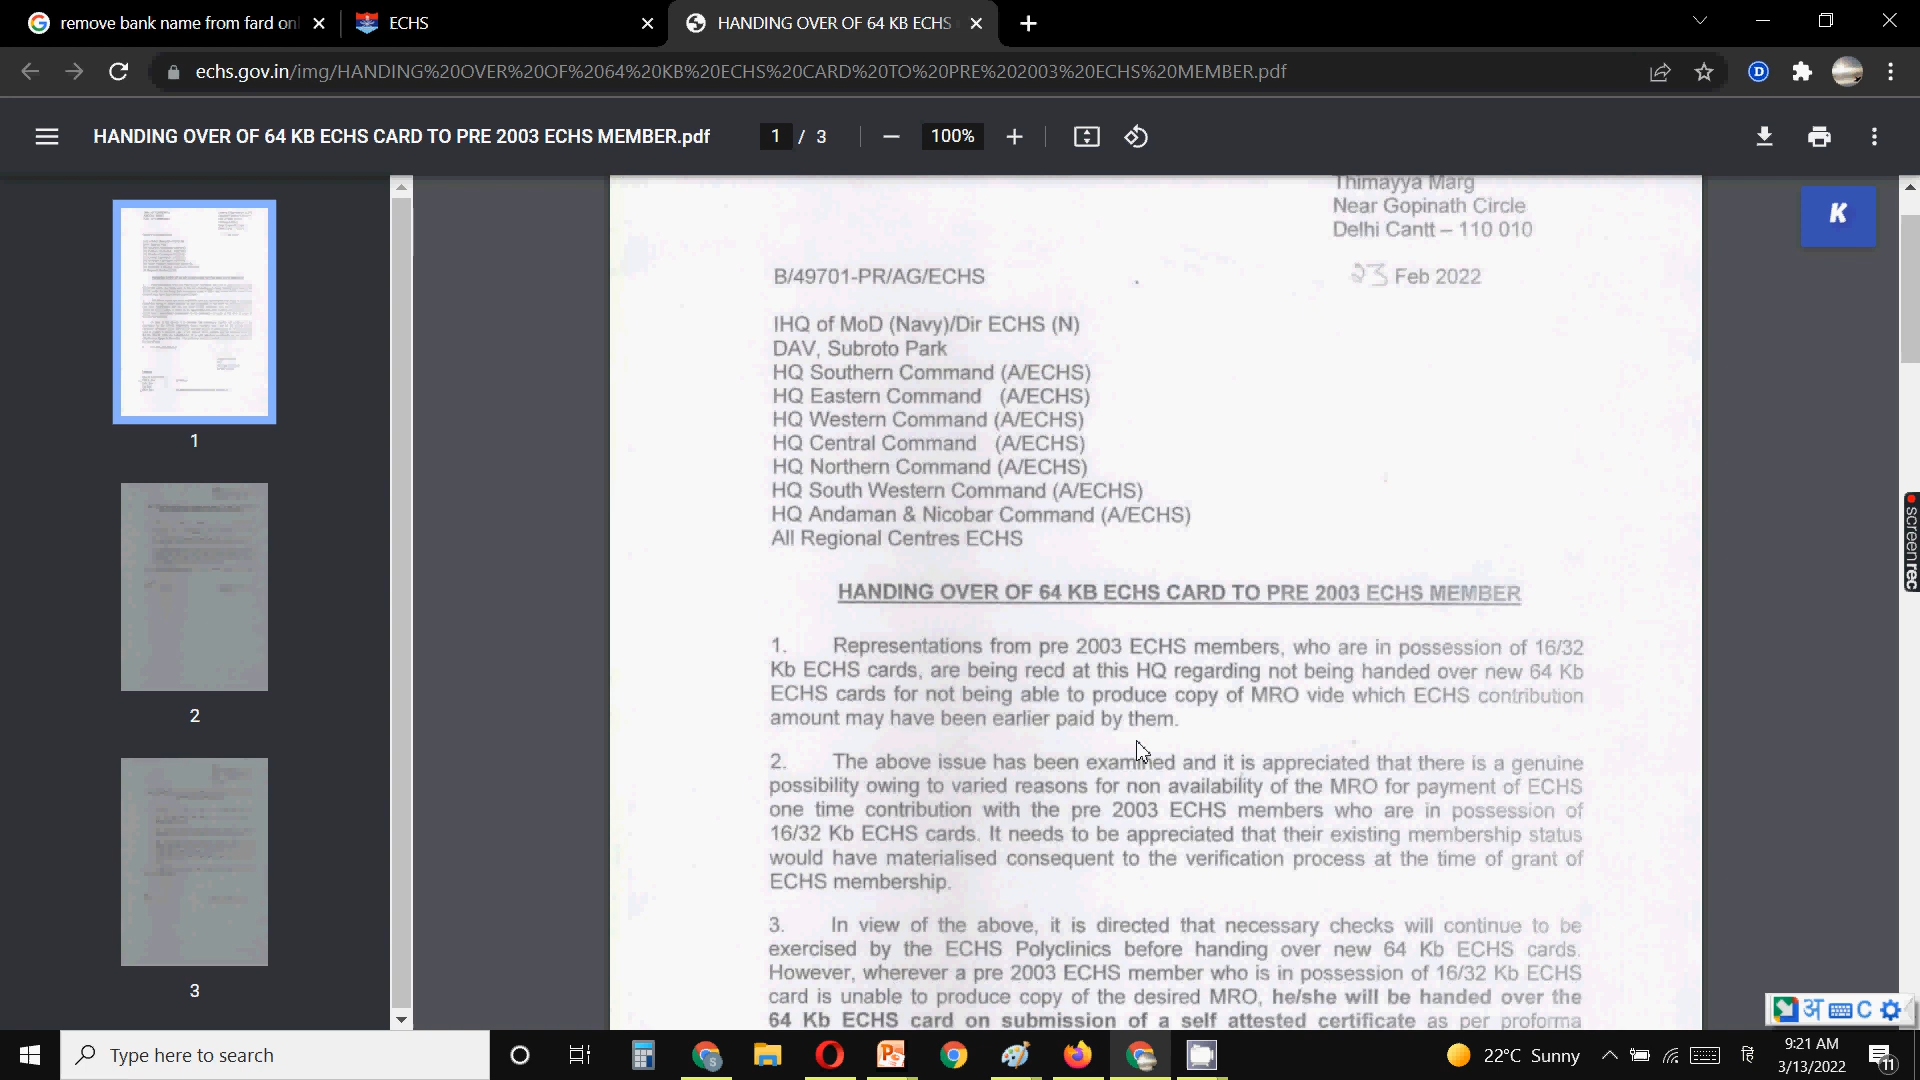 remove bank name from fard onl
ECHS
HANDING OVER OF 64 KB ECHS
echs.gov.in/img/HANDING%20OVER%20OF%2064%20KB%20ECHS%20CARD%20TO%20PRE%202003%20ECHS%20MEMBER.pdf
HANDING OVER OF 64 KB ECHS CARD TO PRE 2003 ECHS MEMBER.pdf
1 / 3
100%
1
2
3
Thimayya Marg
Near Gopinath Circle
Delhi Cantt – 110 010
B/49701-PR/AG/ECHS
23 Feb 2022
IHQ of MoD (Navy)/Dir ECHS (N)
DAV, Subroto Park
HQ Southern Command (A/ECHS)
HQ Eastern Command (A/ECHS)
HQ Western Command (A/ECHS)
HQ Central Command (A/ECHS)
HQ Northern Command (A/ECHS)
HQ South Western Command (A/ECHS)
HQ Andaman & Nicobar Command (A/ECHS)
All Regional Centres ECHS
HANDING OVER OF 64 KB ECHS CARD TO PRE 2003 ECHS MEMBER
1. Representations from pre 2003 ECHS members, who are in possession of 16/32
Kb ECHS cards, are being recd at this HQ regarding not being handed over new 64 Kb
ECHS cards for not being able to produce copy of MRO vide which ECHS contribution
amount may have been earlier paid by them.
2. The above issue has been examined and it is appreciated that there is a genuine
possibility owing to varied reasons for non availability of the MRO for payment of ECHS
one time contribution with the pre 2003 ECHS members who are in possession of
16/32 Kb ECHS cards. It needs to be appreciated that their existing membership status
would have materialised consequent to the verification process at the time of grant of
ECHS membership.
3. In view of the above, it is directed that necessary checks will continue to be
exercised by the ECHS Polyclinics before handing over new 64 Kb ECHS cards.
However, wherever a pre 2003 ECHS member who is in possession of 16/32 Kb ECHS
card is unable to produce copy of the desired MRO, he/she will be handed over the
64 Kb ECHS card on submission of a self attested certificate as per proforma
K
screenrec
अ C
Type here to search
22°C Sunny
हि
9:21 AM
3/13/2022
11